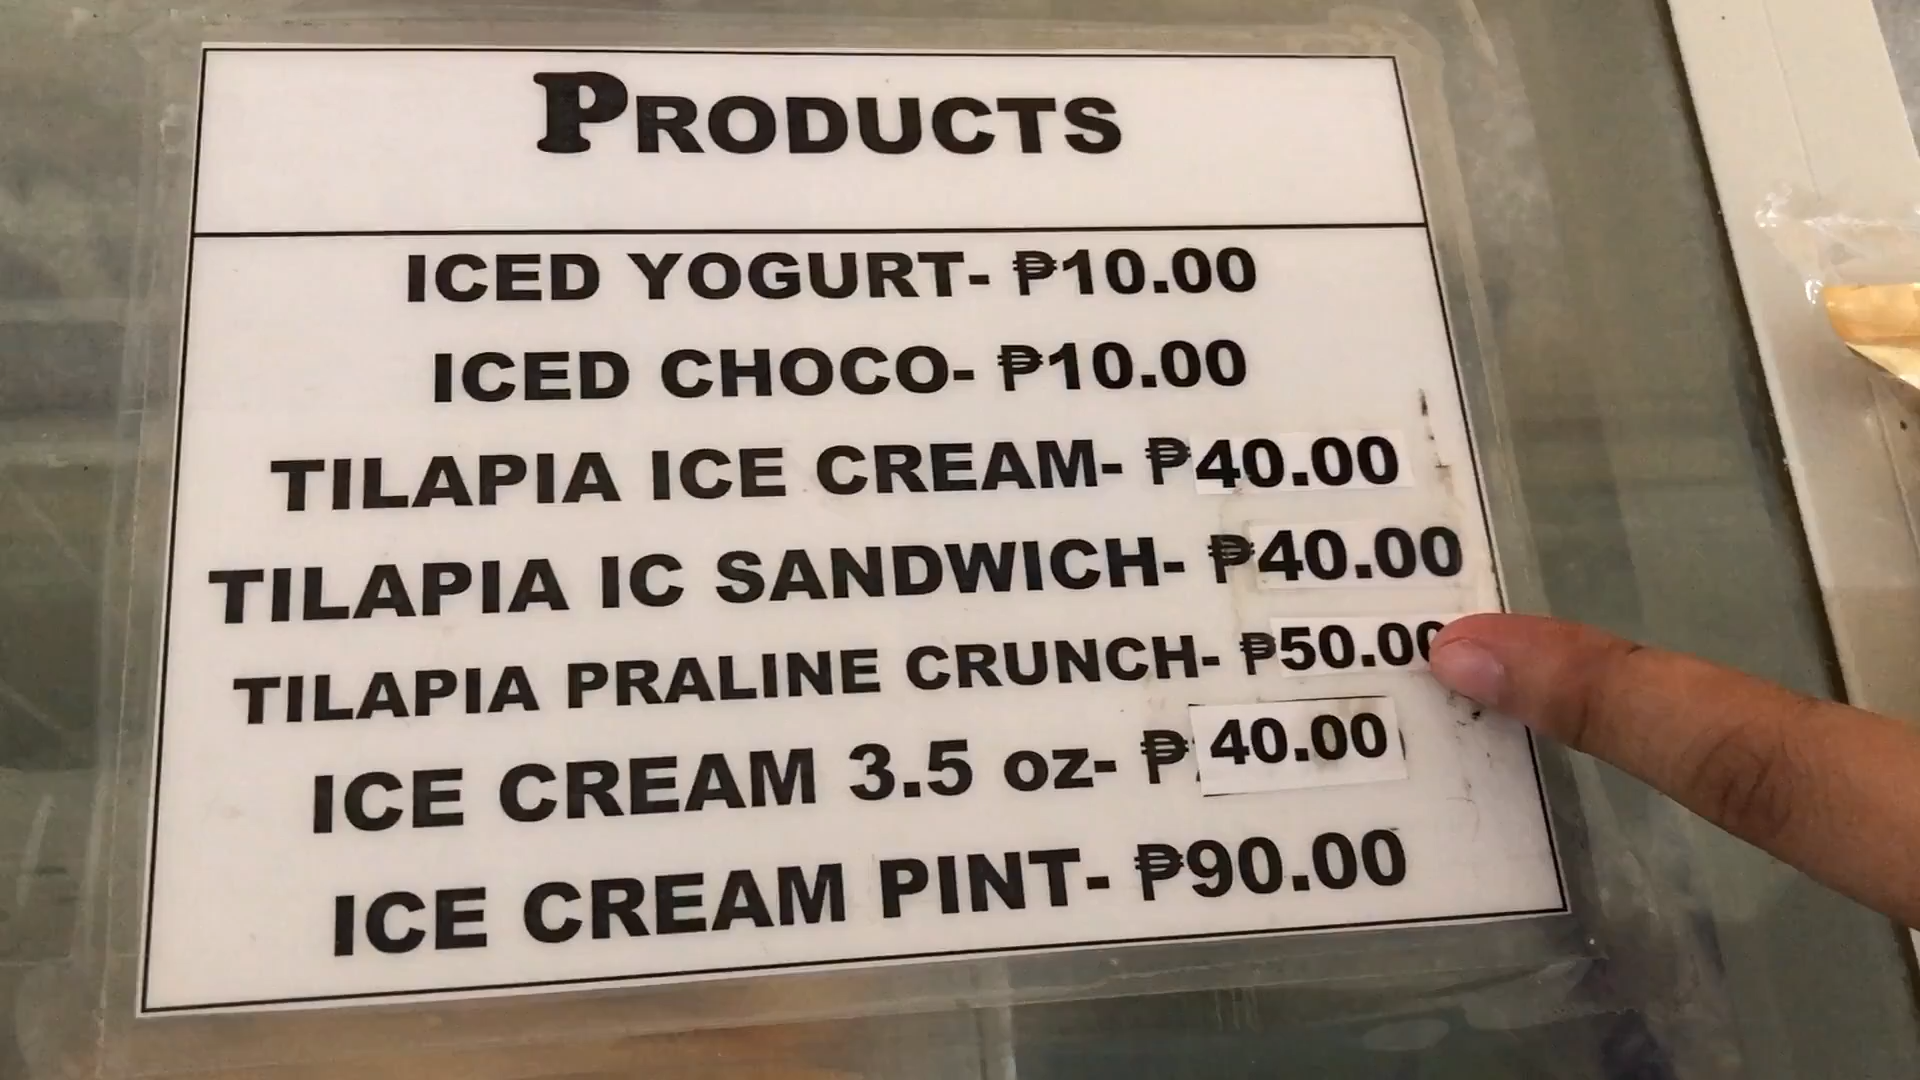 PRODUCTS
ICED YOGURT- ₱10.00
ICED CHOCO- ₱10.00
TILAPIA ICE CREAM- ₱40.00
TILAPIA IC SANDWICH- ₱40.00
TILAPIA PRALINE CRUNCH- ₱50.00
ICE CREAM 3.5 oz- ₱40.00
ICE CREAM PINT- ₱90.00